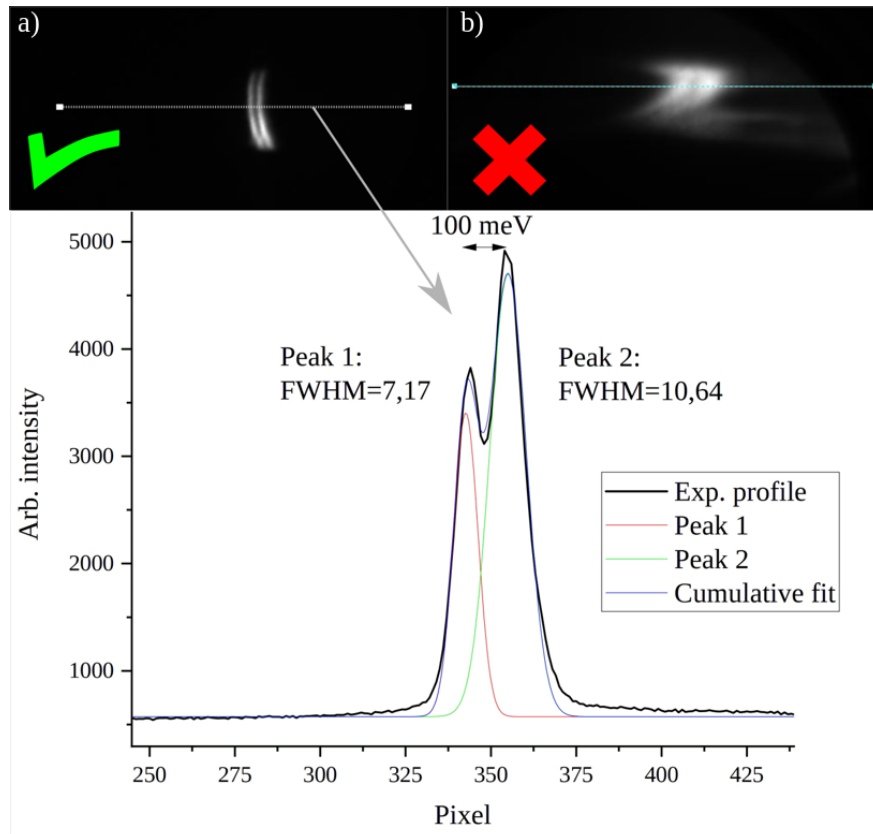 a)
b)
100 meV
Peak 1:
FWHM=7,17
Peak 2:
FWHM=10,64
Exp. profile
Peak 1
Peak 2
Cumulative fit
Arb. intensity
5000
4000
3000
2000
1000
250
275
300
325
350
375
400
425
Pixel